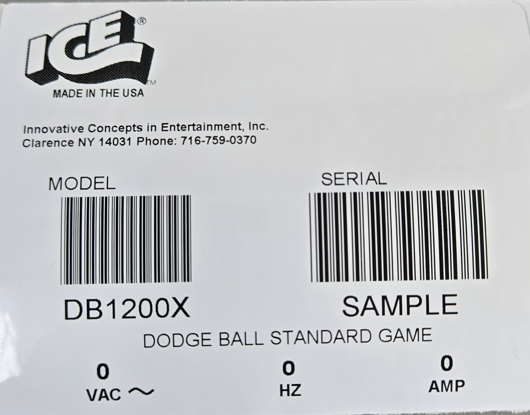 ICE ®
TM
MADE IN THE USA
Innovative Concepts in Entertainment, Inc.
Clarence NY 14031 Phone: 716-759-0370
MODEL SERIAL
DB1200X SAMPLE
DODGE BALL STANDARD GAME
0 0 0
VAC ～ HZ AMP